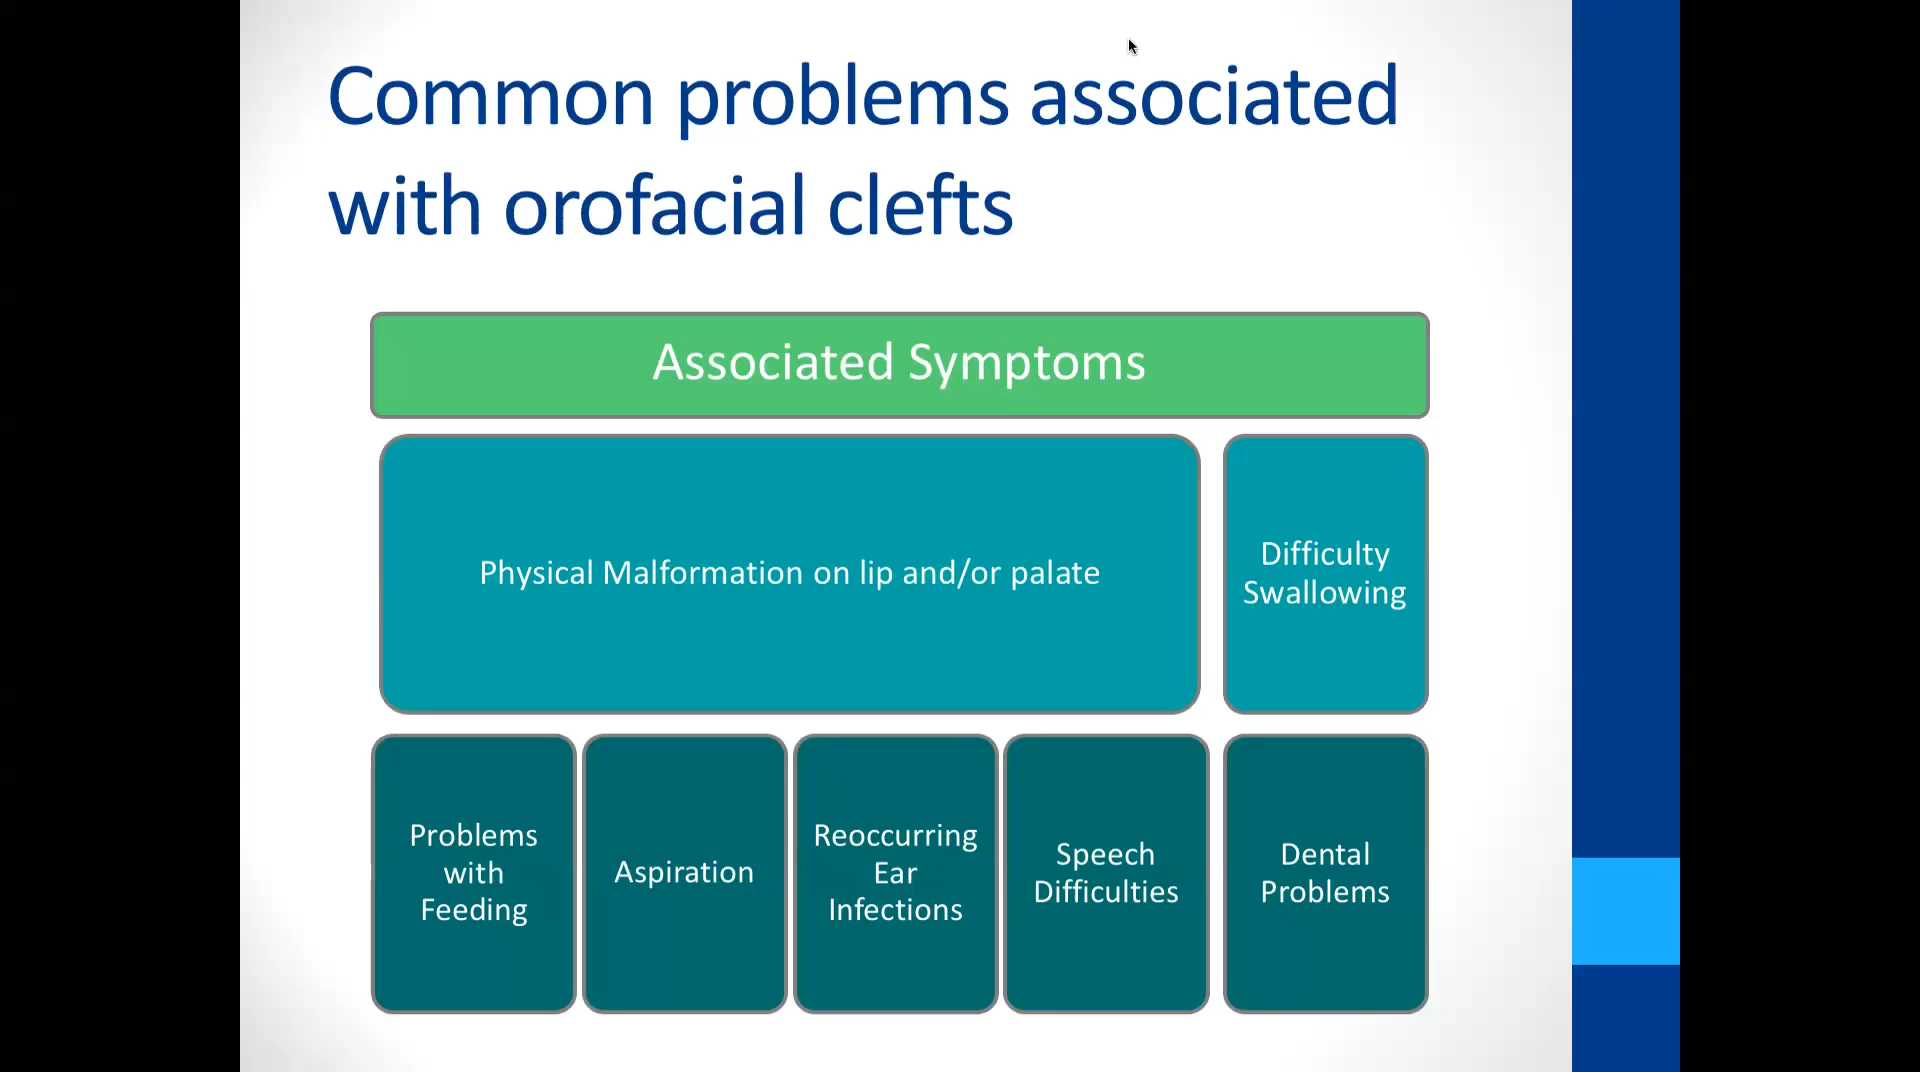 Common problems associated
with orofacial clefts
Associated Symptoms
Physical Malformation on lip and/or palate
Difficulty
Swallowing
Problems
with
Feeding
Aspiration
Reoccurring
Ear
Infections
Speech
Difficulties
Dental
Problems